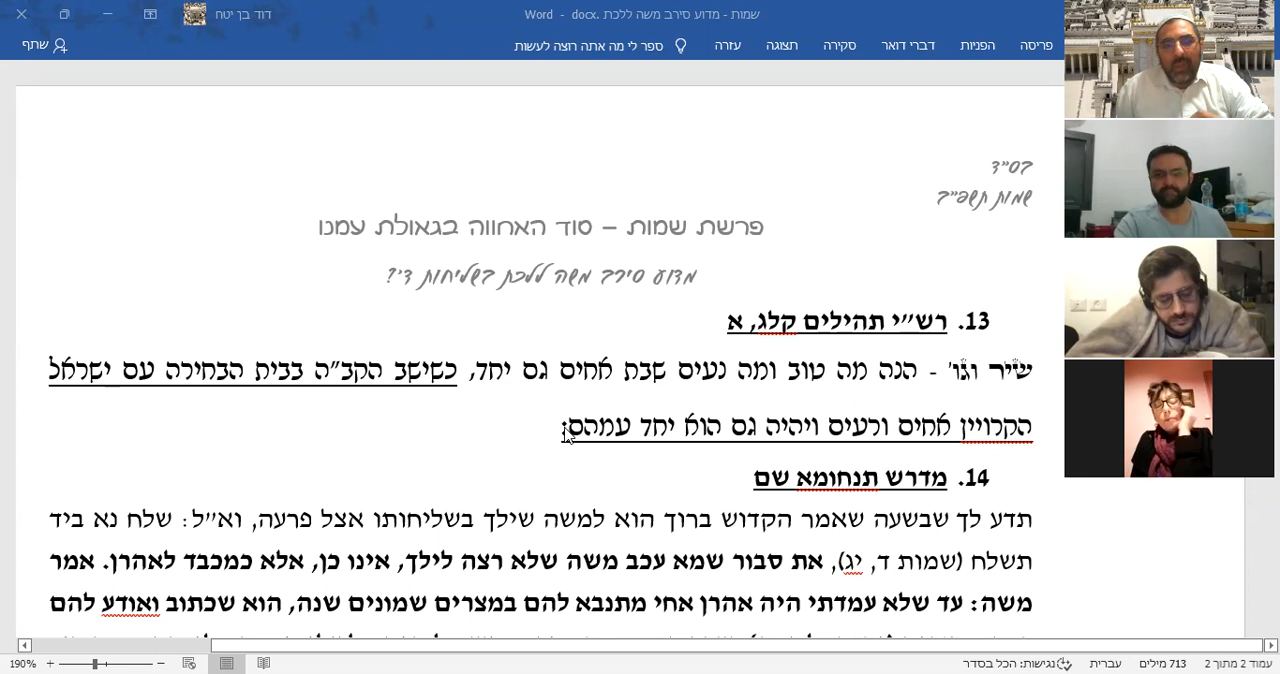 שמות - מדוע סירב משה ללכת .docx - Word
דוד בן יטח
פריסה
הפניות
דברי דואר
סקירה
תצוגה
עזרה
ספר לי מה אתה רוצה לעשות
שתף
בס"ד
שמות תשפ"ב
פרשת שמות – סוד האחווה בגאולת עמנו
מדוע סירב משה ללכת בשליחות ד'?
13. רש"י תהילים קלג, א
שיר וגו' - הנה מה טוב ומה נעים שבת אחים גם יחד, כשישב הקב"ה בבית הבחירה עם ישראל
הקרויין אחים ורעים ויהיה גם הוא יחד עמהם:
14. מדרש תנחומא שם
תדע לך שבשעה שאמר הקדוש ברוך הוא למשה שילך בשליחותו אצל פרעה, וא"ל: שלח נא ביד
תשלח (שמות ד, יג), את סבור שמא עכב משה שלא רצה לילך, אינו כן, אלא כמכבד לאהרן. אמר
משה: עד שלא עמדתי היה אהרן אחי מתנבא להם במצרים שמונים שנה, הוא שכתוב ואודע להם
עמוד 2 מתוך 2
713 מילים
עברית
נגישות: הכל בסדר
190%